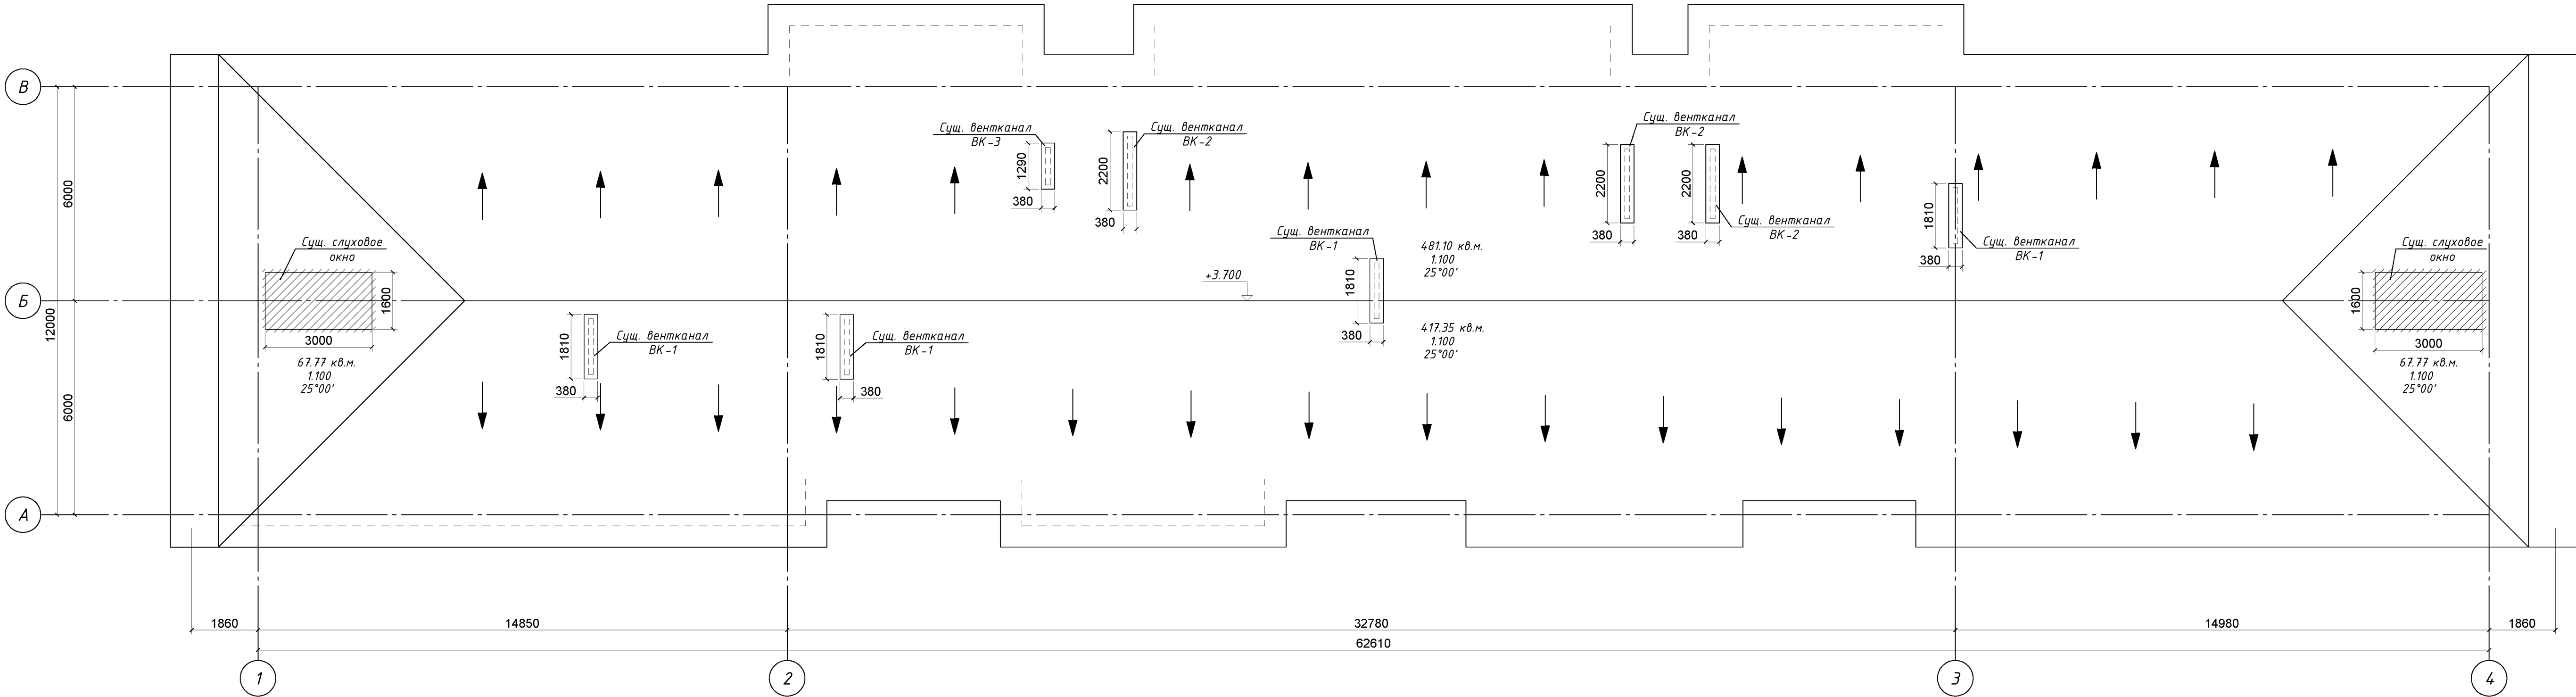 В
Б
А
12000
6000
6000
Сущ. слуховое
окно
1600
3000
67.77 кв.м.
1.100
25°00'
1810
380
Сущ. вентканал
ВК-1
1810
380
Сущ. вентканал
ВК-1
Сущ. вентканал
ВК-3
1290
380
Сущ. вентканал
ВК-2
2200
380
+3.700
Сущ. вентканал
ВК-1
1810
380
481.10 кв.м.
1.100
25°00'
417.35 кв.м.
1.100
25°00'
Сущ. вентканал
ВК-2
2200
380
2200
380
Сущ. вентканал
ВК-2
1810
380
Сущ. вентканал
ВК-1
Сущ. слуховое
окно
1600
3000
67.77 кв.м.
1.100
25°00'
1860
14850
32780
14980
1860
62610
1
2
3
4